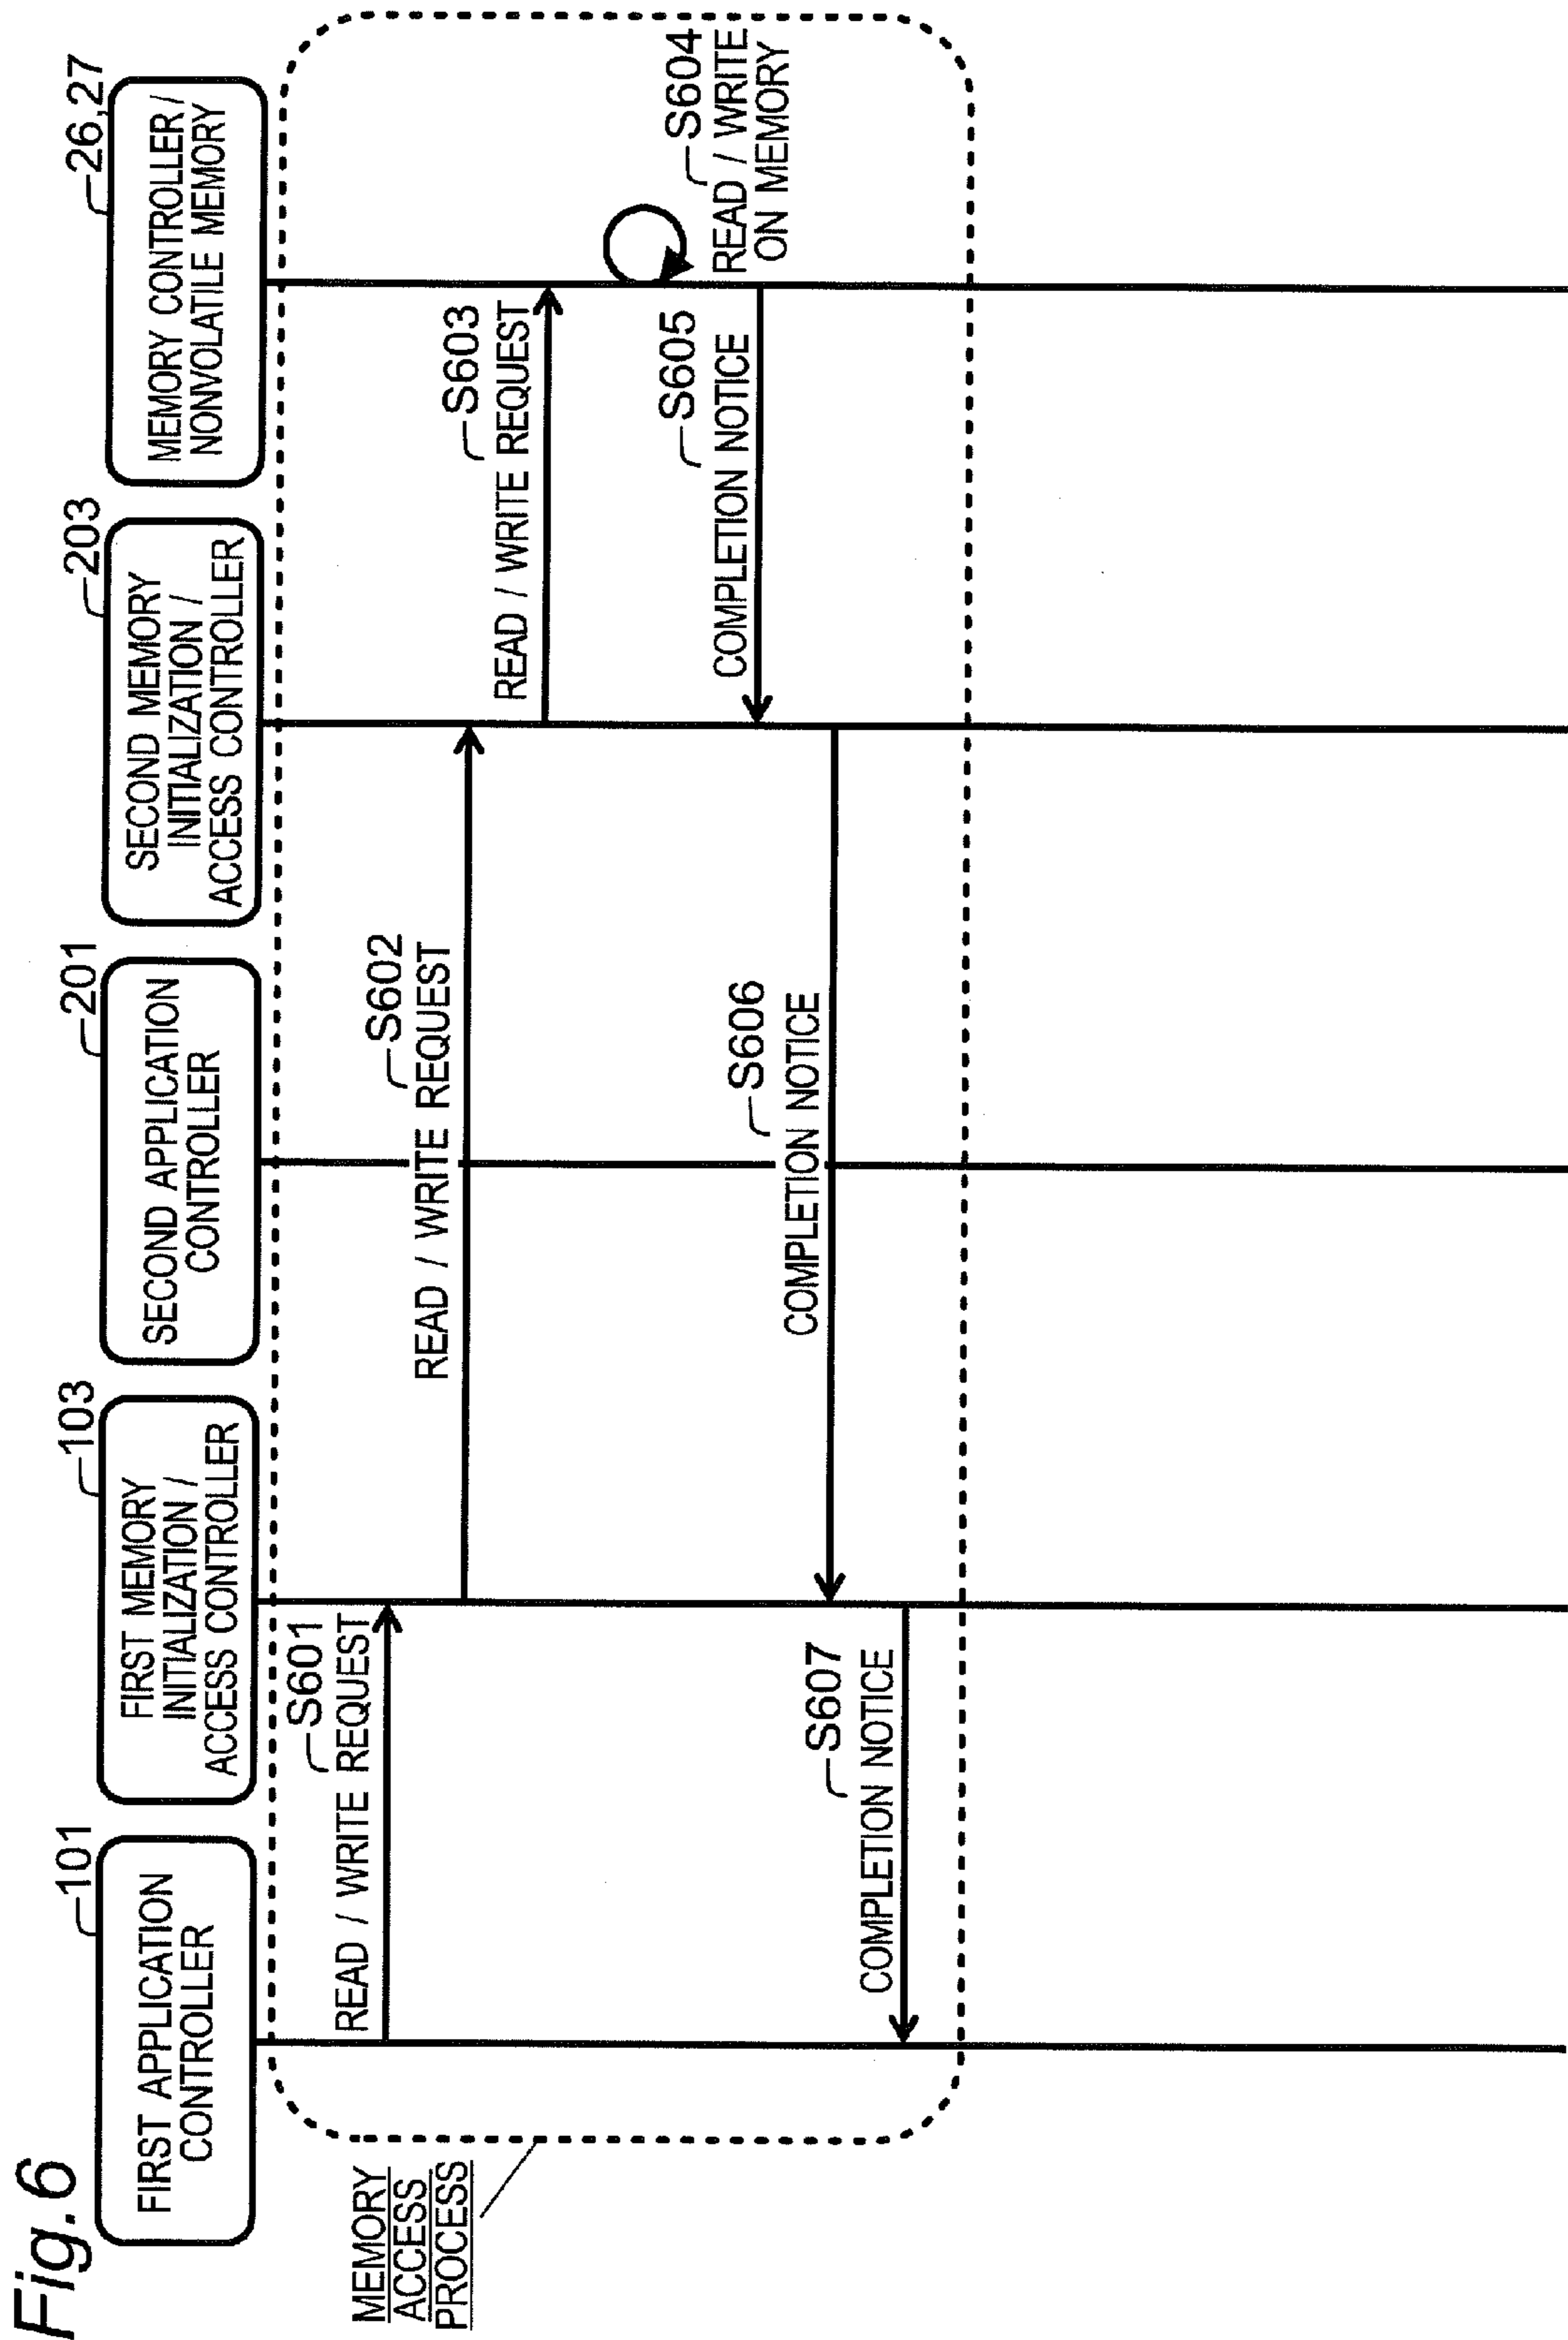 Fig.6
101
FIRST APPLICATION
CONTROLLER
103
FIRST MEMORY
INITIALIZATION /
ACCESS CONTROLLER
201
SECOND APPLICATION
CONTROLLER
203
SECOND MEMORY
INITIALIZATION /
ACCESS CONTROLLER
26,27
MEMORY CONTROLLER /
NONVOLATILE MEMORY
MEMORY
ACCESS
PROCESS
S601
READ / WRITE REQUEST
S602
READ / WRITE REQUEST
S603
READ / WRITE REQUEST
S604
READ / WRITE
ON MEMORY
S605
COMPLETION NOTICE
S606
COMPLETION NOTICE
S607
COMPLETION NOTICE